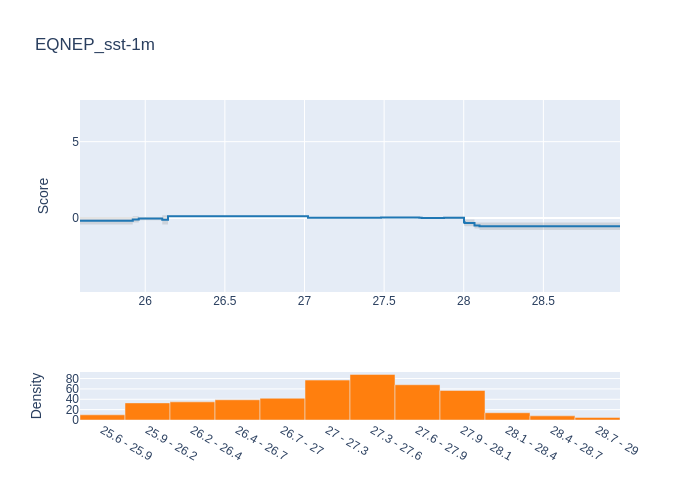 EQNEP_sst-1m
Score
5
0
26
26.5
27
27.5
28
28.5
Density
80
60
40
20
0
25.6 - 25.9
25.9 - 26.2
26.2 - 26.4
26.4 - 26.7
26.7 - 27
27 - 27.3
27.3 - 27.6
27.6 - 27.9
27.9 - 28.1
28.1 - 28.4
28.4 - 28.7
28.7 - 29